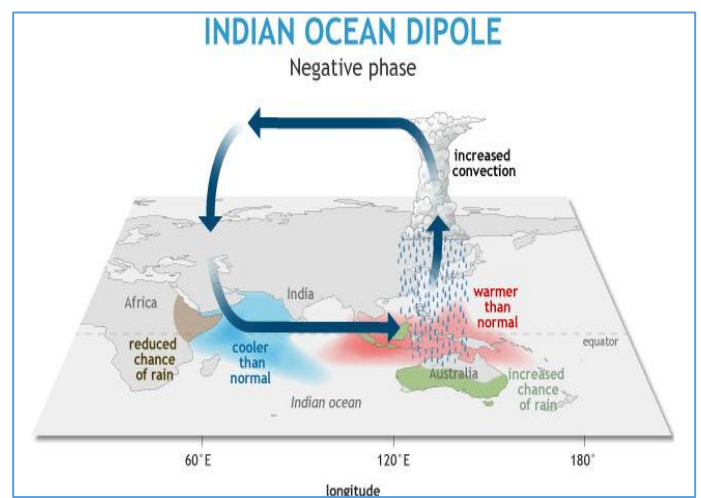 INDIAN OCEAN DIPOLE
Negative phase
increased
convection
Africa
India
warmer
than
normal
equator
reduced
chance
of rain
cooler
than
normal
Australia
increased
chance
of rain
Indian ocean
60°E
120°E
180°
longitude